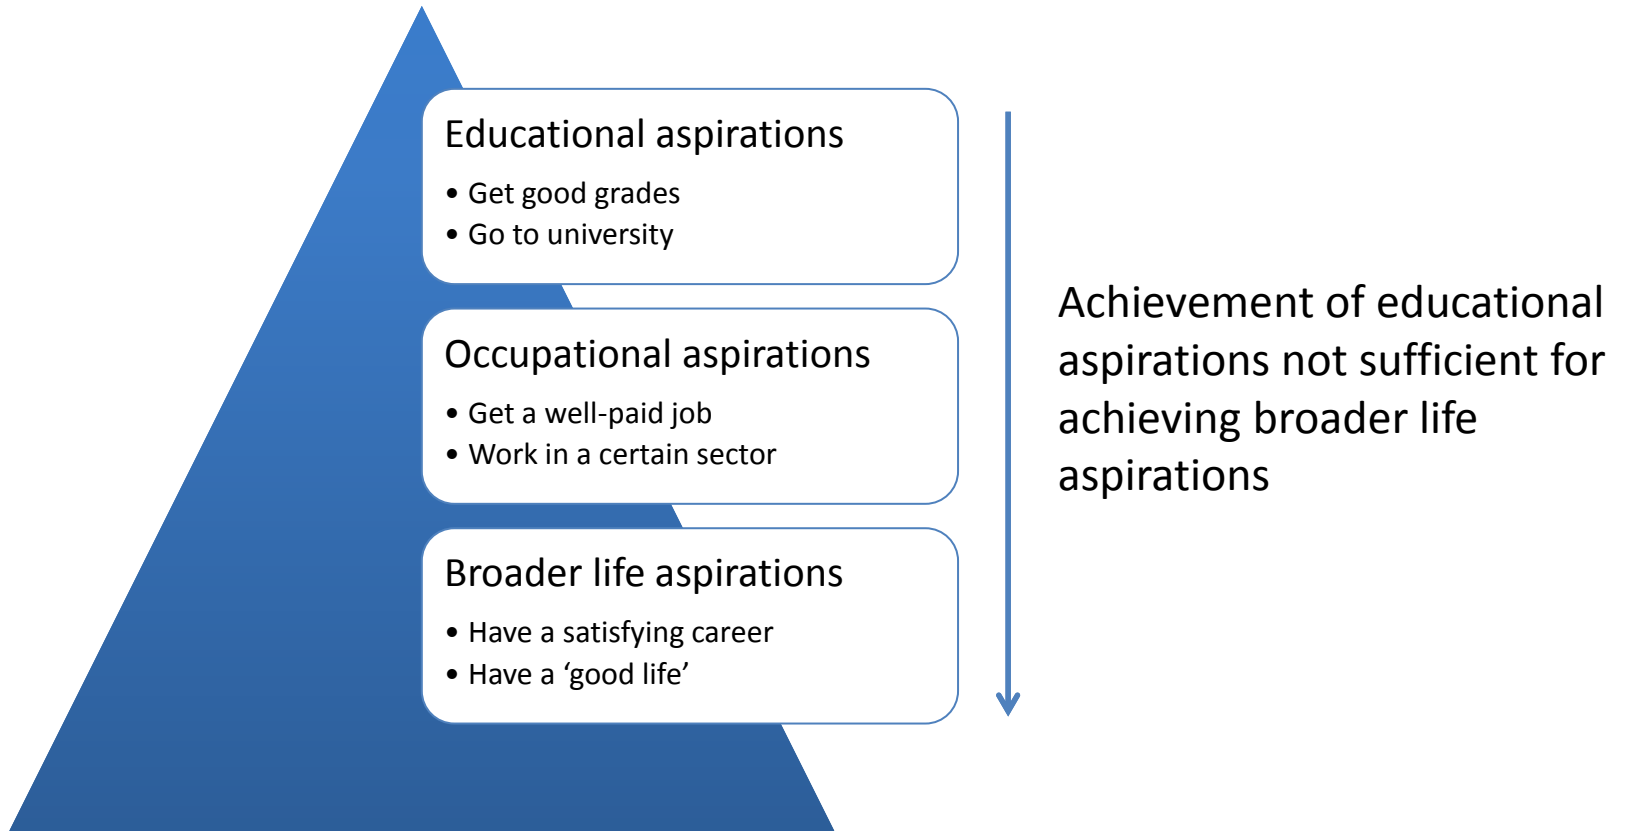 Educational aspirations
• Get good grades
• Go to university
Occupational aspirations
• Get a well-paid job
• Work in a certain sector
Broader life aspirations
• Have a satisfying career
• Have a ‘good life’
Achievement of educational
aspirations not sufficient for
achieving broader life
aspirations